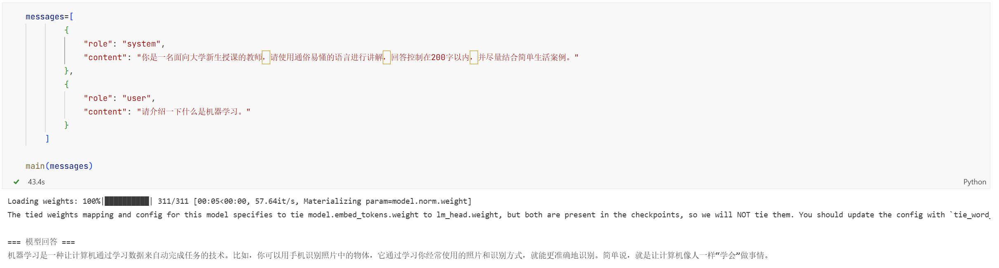 messages=[
{
"role": "system",
"content": "你是一名面向大学新生授课的教师，请使用通俗易懂的语言进行讲解，回答控制在200字以内，并尽量结合简单生活案例。"
},
{
"role": "user",
"content": "请介绍一下什么是机器学习。"
}
]
main(messages)
43.4s
Python
Loading weights: 100%|██████████| 311/311 [00:05<00:00, 57.64it/s, Materializing param=model.norm.weight]
The tied weights mapping and config for this model specifies to tie model.embed_tokens.weight to lm_head.weight, but both are present in the checkpoints, so we will NOT tie them. You should update the config with `tie_word_
=== 模型回答 ===
机器学习是一种让计算机通过学习数据来自动完成任务的技术。比如，你可以用手机识别照片中的物体，它通过学习你经常使用的照片和识别方式，就能更准确地识别。简单说，就是让计算机像人一样“学会”做事情。